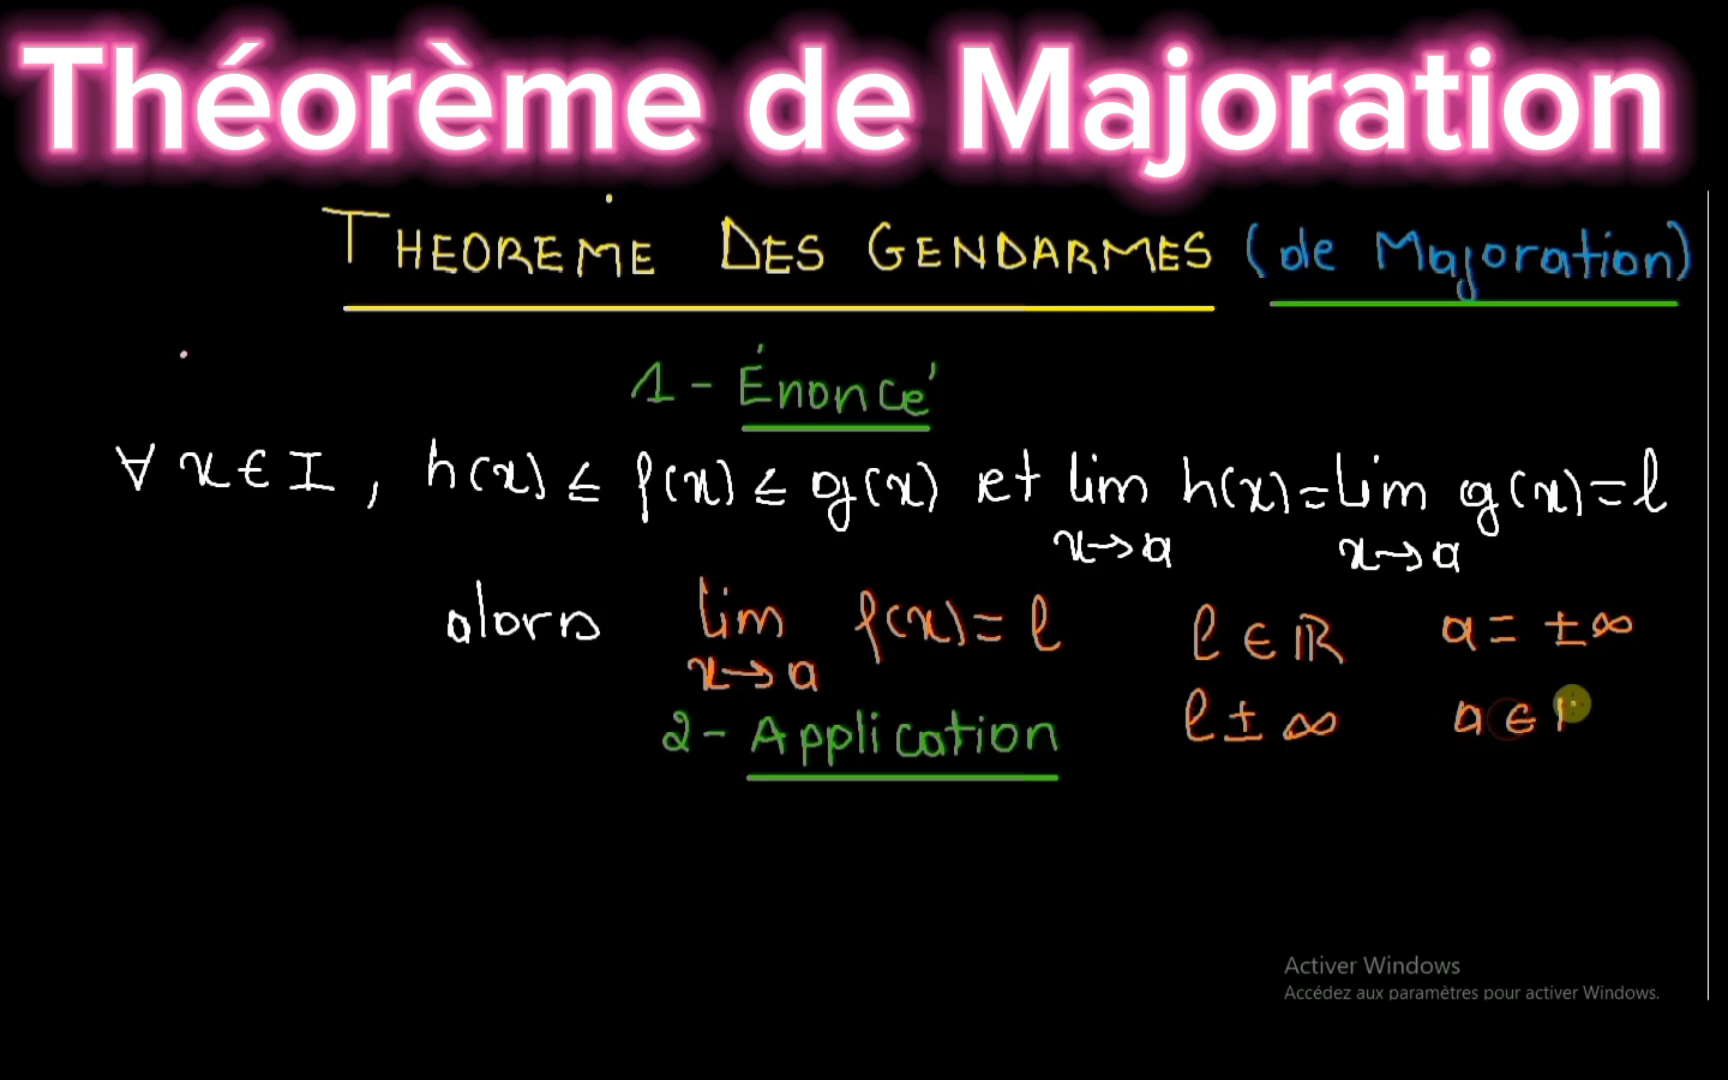 Théorème de Majoration
THEOREME DES GENDARMES (de Majoration)
1 - Énoncé
∀ x ∈ I, h(x) ≤ f(x) ≤ g(x) et lim x→a h(x) = lim x→a g(x) = l
alors lim x→a f(x) = l l ∈ ℝ a = ±∞
2 - Application l ± ∞ a ∈
Activer Windows
Accédez aux paramètres pour activer Windows.